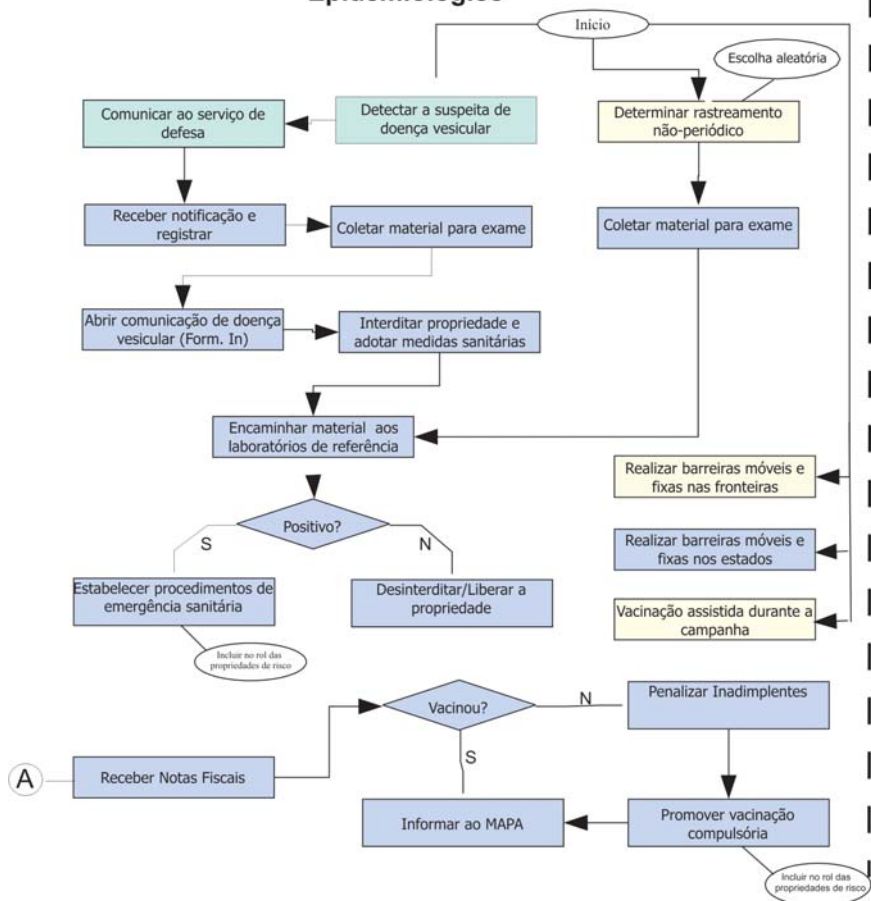 Epidemiológico
Início
Escolha aleatória
Comunicar ao serviço de
defesa
Detectar a suspeita de
doença vesicular
Determinar rastreamento
não-periódico
Receber notificação e
registrar
Coletar material para exame
Coletar material para exame
Abrir comunicação de doença
vesicular (Form. In)
Interditar propriedade e
adotar medidas sanitárias
Encaminhar material aos
laboratórios de referência
Realizar barreiras móveis e
fixas nas fronteiras
Positivo?
S
N
Realizar barreiras móveis e
fixas nos estados
Estabelecer procedimentos de
emergência sanitária
Desinterditar/Liberar a
propriedade
Vacinação assistida durante a
campanha
Incluir no rol das
propriedades de risco
Vacinou?
N
Penalizar Inadimplentes
S
A
Receber Notas Fiscais
Informar ao MAPA
Promover vacinação
compulsória
Incluir no rol das
propriedades de risco